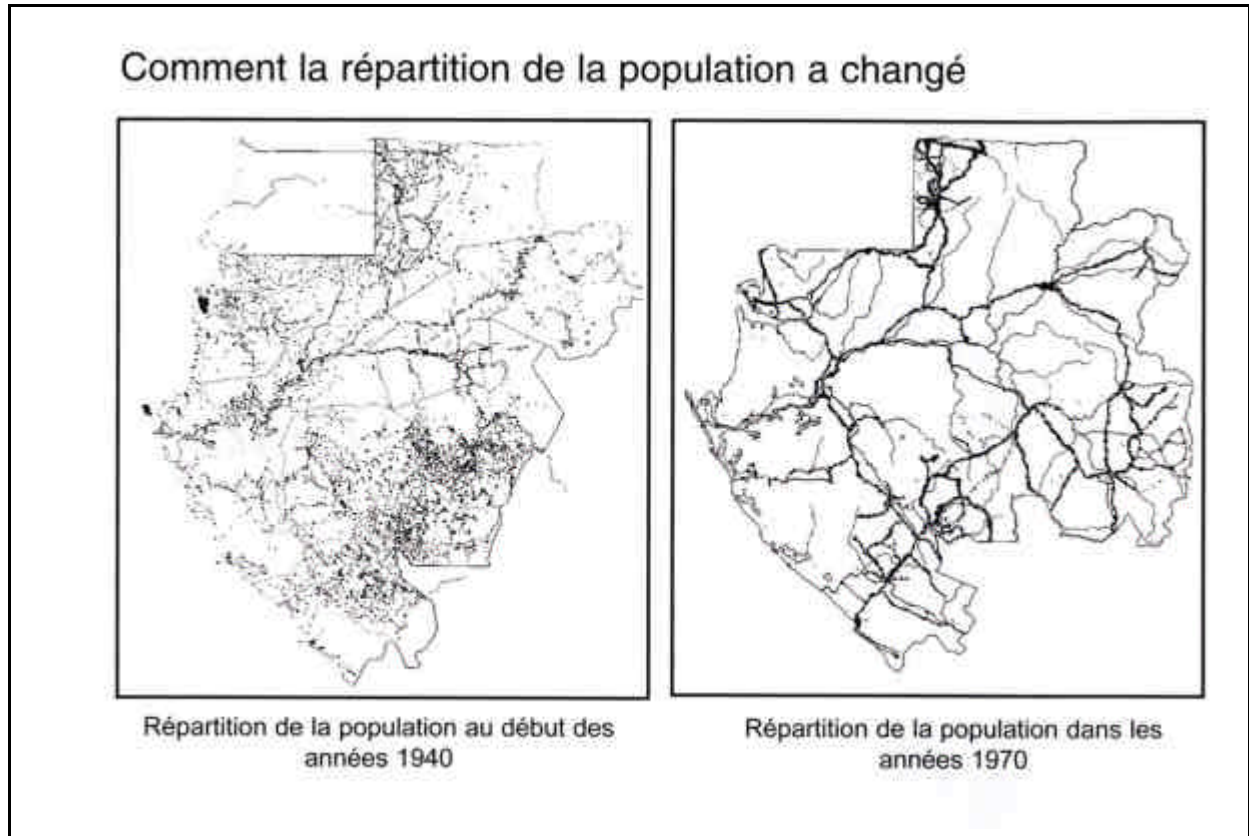 Comment la répartition de la population a changé
Répartition de la population au début des
années 1940
Répartition de la population dans les
années 1970